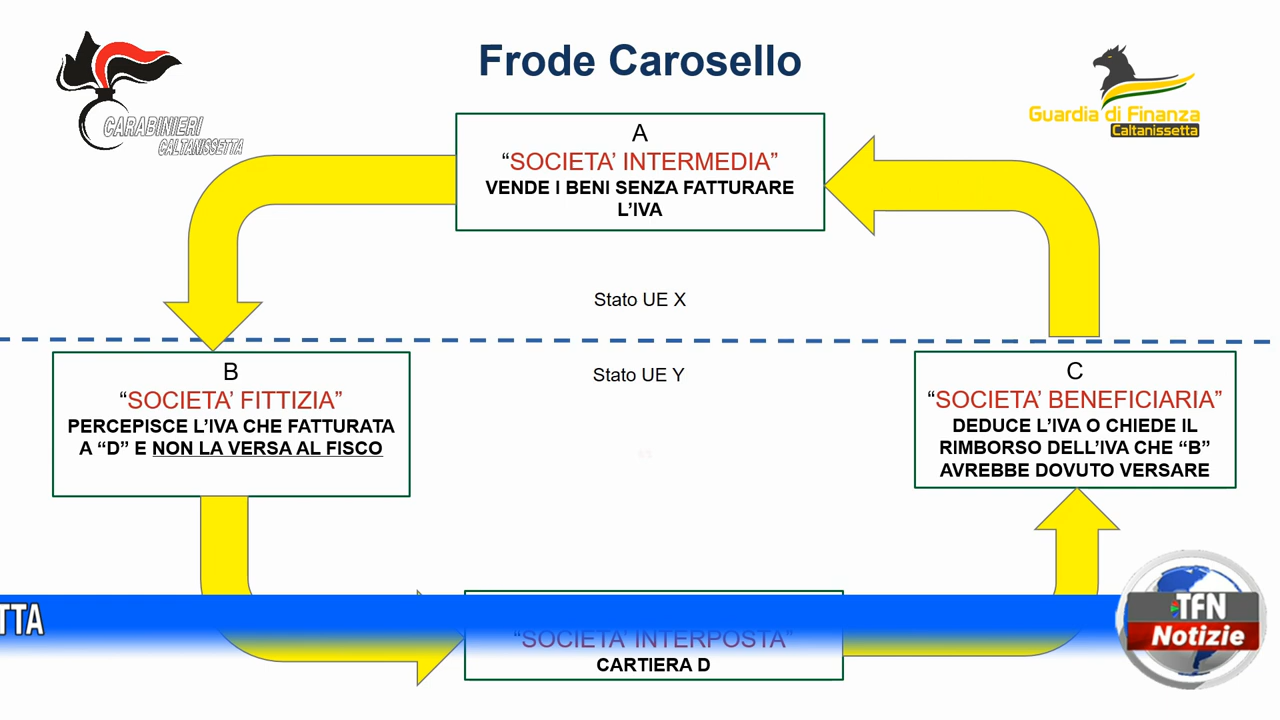 Frode Carosello
CARABINIERI
CALTANISSETTA
Guardia di Finanza
Caltanissetta
A
“SOCIETA’ INTERMEDIA”
VENDE I BENI SENZA FATTURARE
L’IVA
Stato UE X
Stato UE Y
B
“SOCIETA’ FITTIZIA”
PERCEPISCE L’IVA CHE FATTURATA
A “D” E NON LA VERSA AL FISCO
C
“SOCIETA’ BENEFICIARIA”
DEDUCE L’IVA O CHIEDE IL
RIMBORSO DELL’IVA CHE “B”
AVREBBE DOVUTO VERSARE
“SOCIETA’ INTERPOSTA”
CARTIERA D
TTA
TFN
Notizie